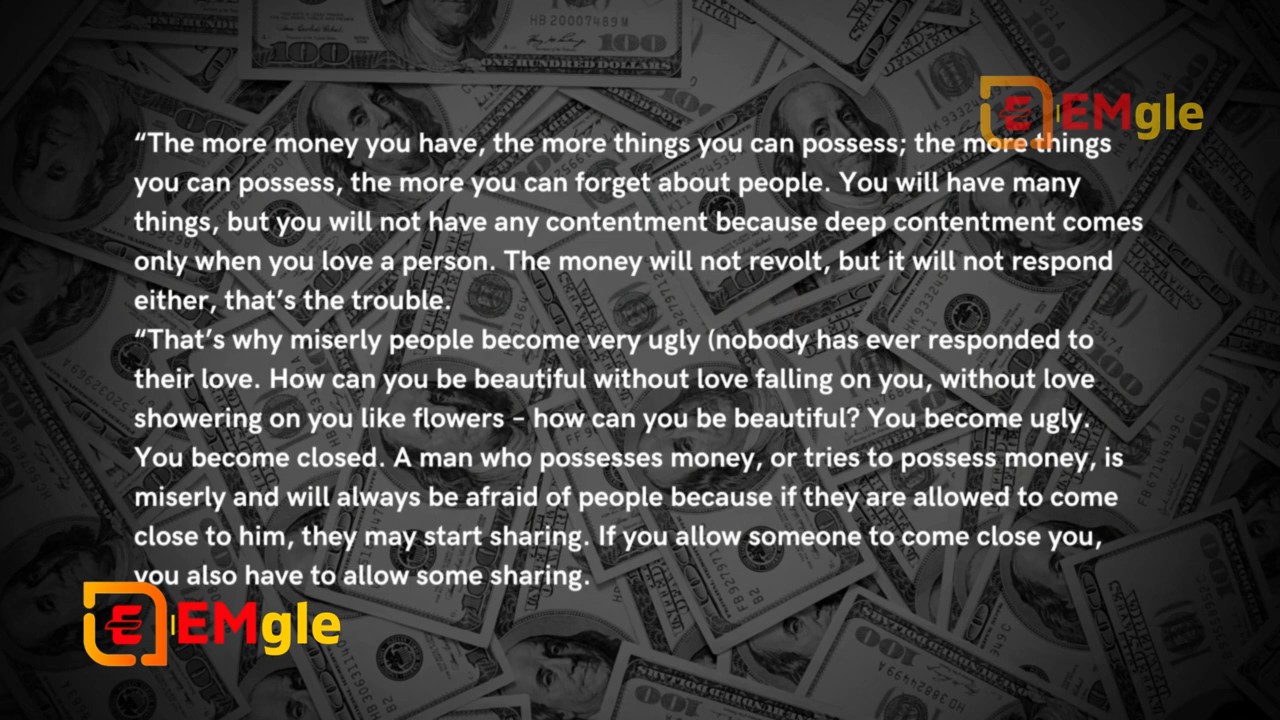 EMgle
“The more money you have, the more things you can possess; the more things
you can possess, the more you can forget about people. You will have many
things, but you will not have any contentment because deep contentment comes
only when you love a person. The money will not revolt, but it will not respond
either, that’s the trouble.
“That’s why miserly people become very ugly (nobody has ever responded to
their love. How can you be beautiful without love falling on you, without love
showering on you like flowers – how can you be beautiful? You become ugly.
You become closed. A man who possesses money, or tries to possess money, is
miserly and will always be afraid of people because if they are allowed to come
close to him, they may start sharing. If you allow someone to come close you,
you also have to allow some sharing.
EMgle